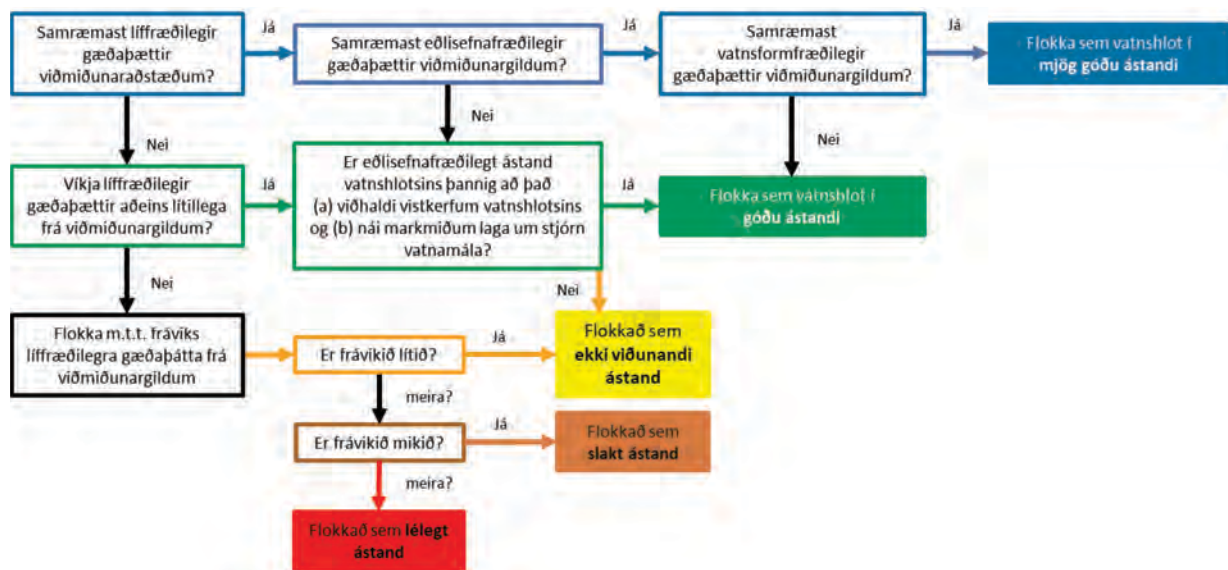 Samræmast líffræðilegir
gæðaþættir
viðmiðunaraðstæðum?
Já
Samræmast eðlisefnafræðilegir
gæðaþættir viðmiðunargildum?
Já
Samræmast
vatnsformfræðilegir
gæðaþættir viðmiðunargildum?
Já
Flokka sem vatnshlot í
mjög góðu ástandi
Nei
Nei
Nei
Víkja líffræðilegir
gæðaþættir aðeins lítillega
frá viðmiðunargildum?
Já
Er eðlisefnafræðilegt ástand
vatnshlotsins þannig að það
(a) viðhaldi vistkerfum vatnshlotsins
og (b) nái markmiðum laga um stjórn
vatnamála?
Já
Flokka sem vatnshlot í
góðu ástandi
Nei
Nei
Flokka m.t.t. fráviks
líffræðilegra gæðaþátta frá
viðmiðunargildum
Er frávikið lítið?
Já
Flokkað sem
ekki viðunandi
ástand
meira?
Er frávikið mikið?
Já
Flokkað sem
slakt ástand
meira?
Flokkað sem lélegt
ástand